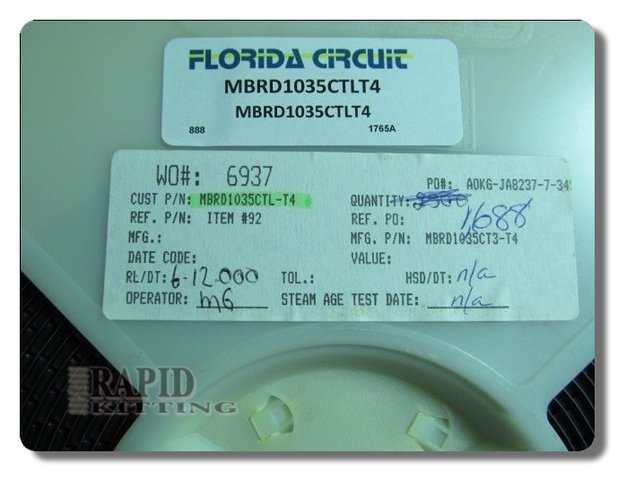 FLORIDA CIRCUIT
MBRD1035CTLT4
MBRD1035CTLT4
888 1765A
WO#: 6937
PO#: AOKG-JA8237-7-34
CUST P/N: MBRD1035CTL-T4 QUANTITY:
REF. P/N: ITEM #92 REF. PO: 1,688
MFG.: MFG. P/N: MBRD1035CT3-T4
DATE CODE: VALUE:
RL/DT: 6-12-000 TOL.: HSD/DT: n/a
OPERATOR: MG STEAM AGE TEST DATE: n/a
RAPID
KITTING